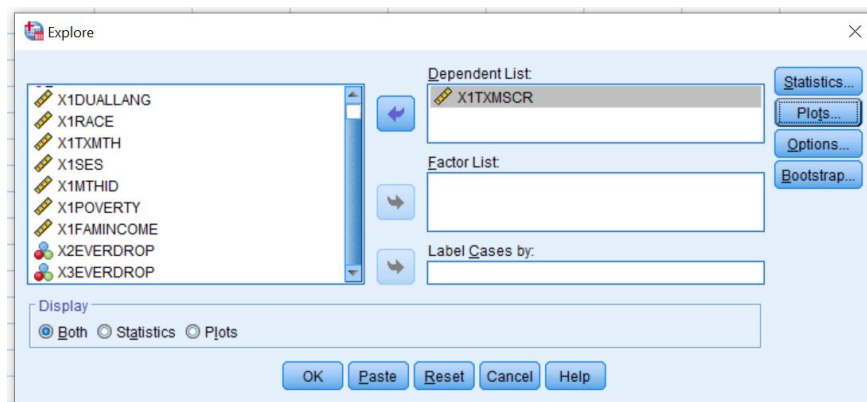 Explore
X1DUALLANG
X1RACE
X1TXMTH
X1SES
X1MTHID
X1POVERTY
X1FAMINCOME
X2EVERDROP
X3EVERDROP
Dependent List:
X1TXMSCR
Factor List:
Label Cases by:
Statistics...
Plots...
Options...
Bootstrap...
Display
Both Statistics Plots
OK Paste Reset Cancel Help